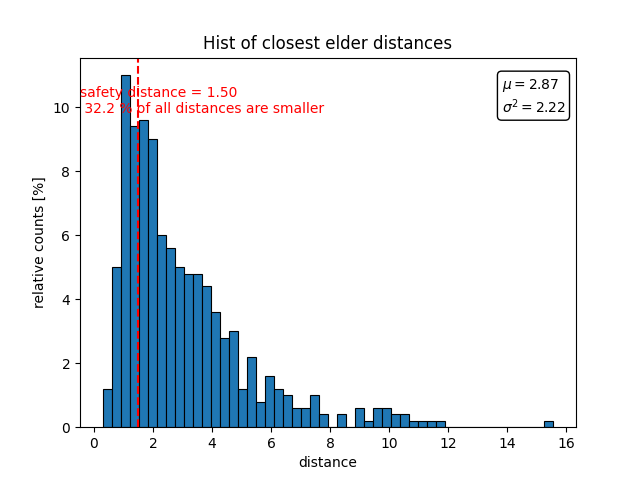 Hist of closest elder distances
safety distance = 1.50
32.2 % of all distances are smaller
μ = 2.87
σ² = 2.22
relative counts [%]
10
8
6
4
2
0
0 2 4 6 8 10 12 14 16
distance